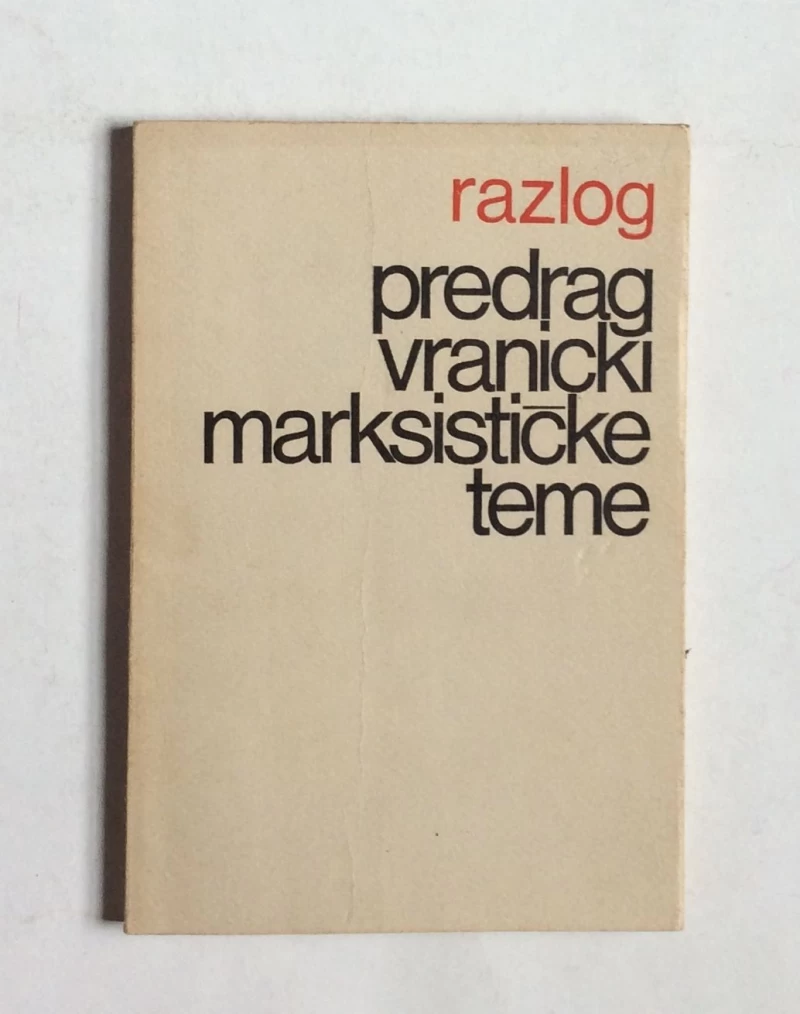 razlog
predrag
vranicki
marksističke
teme